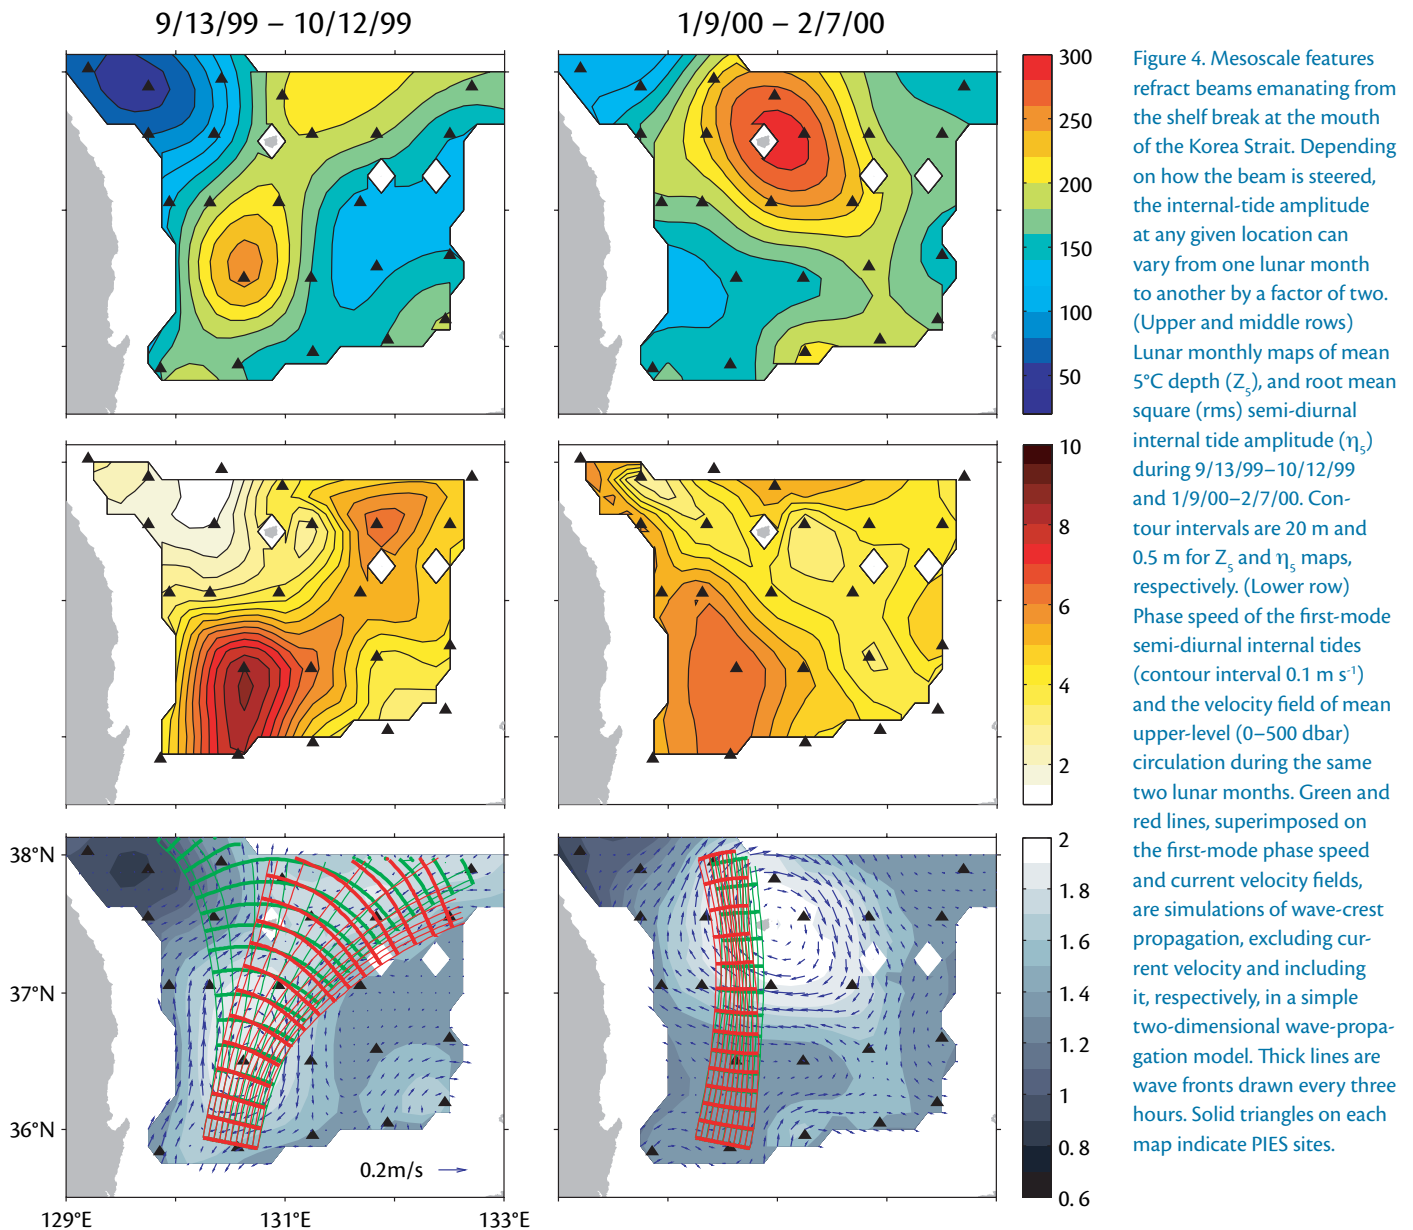 9/13/99 – 10/12/99
1/9/00 – 2/7/00
300
250
200
150
100
50
10
8
6
4
2
38°N
37°N
36°N
0.2m/s
129°E
131°E
133°E
2
1.8
1.6
1.4
1.2
1
0.8
0.6
Figure 4. Mesoscale features
refract beams emanating from
the shelf break at the mouth
of the Korea Strait. Depending
on how the beam is steered,
the internal-tide amplitude
at any given location can
vary from one lunar month
to another by a factor of two.
(Upper and middle rows)
Lunar monthly maps of mean
5°C depth (Z₅), and root mean
square (rms) semi-diurnal
internal tide amplitude (η₅)
during 9/13/99–10/12/99
and 1/9/00–2/7/00. Con-
tour intervals are 20 m and
0.5 m for Z₅ and η₅ maps,
respectively. (Lower row)
Phase speed of the first-mode
semi-diurnal internal tides
(contour interval 0.1 m s⁻¹)
and the velocity field of mean
upper-level (0–500 dbar)
circulation during the same
two lunar months. Green and
red lines, superimposed on
the first-mode phase speed
and current velocity fields,
are simulations of wave-crest
propagation, excluding cur-
rent velocity and including
it, respectively, in a simple
two-dimensional wave-propa-
gation model. Thick lines are
wave fronts drawn every three
hours. Solid triangles on each
map indicate PIES sites.